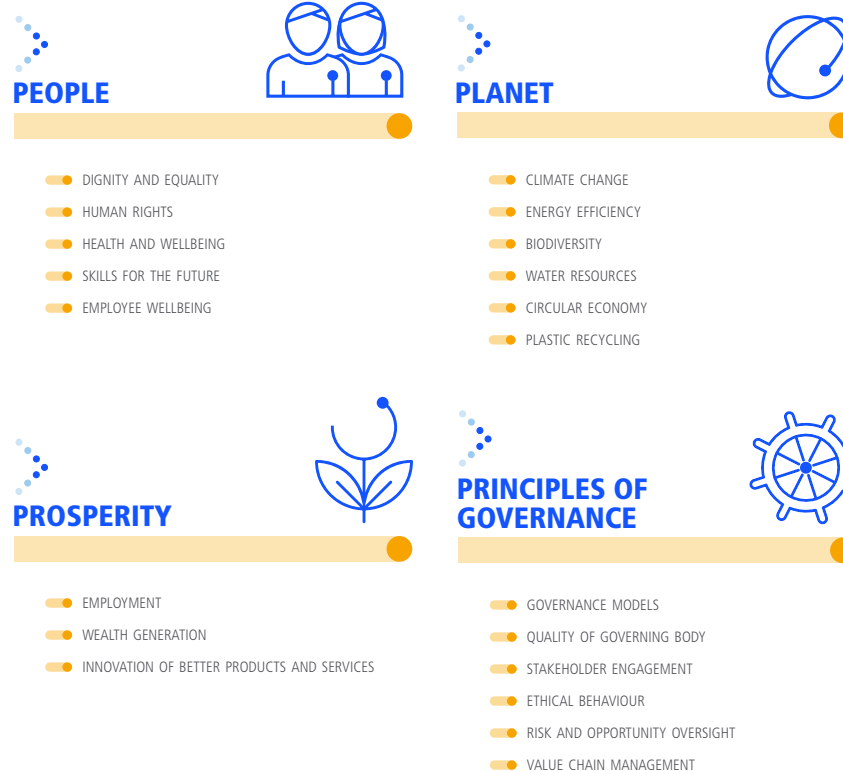 PEOPLE
DIGNITY AND EQUALITY
HUMAN RIGHTS
HEALTH AND WELLBEING
SKILLS FOR THE FUTURE
EMPLOYEE WELLBEING
PLANET
CLIMATE CHANGE
ENERGY EFFICIENCY
BIODIVERSITY
WATER RESOURCES
CIRCULAR ECONOMY
PLASTIC RECYCLING
PROSPERITY
EMPLOYMENT
WEALTH GENERATION
INNOVATION OF BETTER PRODUCTS AND SERVICES
PRINCIPLES OF
GOVERNANCE
GOVERNANCE MODELS
QUALITY OF GOVERNING BODY
STAKEHOLDER ENGAGEMENT
ETHICAL BEHAVIOUR
RISK AND OPPORTUNITY OVERSIGHT
VALUE CHAIN MANAGEMENT